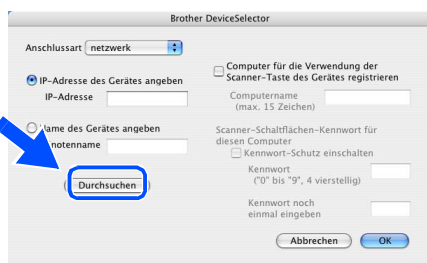 Brother DeviceSelector
Anschlussart netzwerk
IP-Adresse des Gerätes angeben
IP-Adresse
Name des Gerätes angeben
notenname
Durchsuchen
Computer für die Verwendung der
Scanner-Taste des Gerätes registrieren
Computername
(max. 15 Zeichen)
Scanner-Schaltflächen-Kennwort für
diesen Computer
Kennwort-Schutz einschalten
Kennwort
("0" bis "9", 4 vierstellig)
Kennwort noch
einmal eingeben
Abbrechen OK